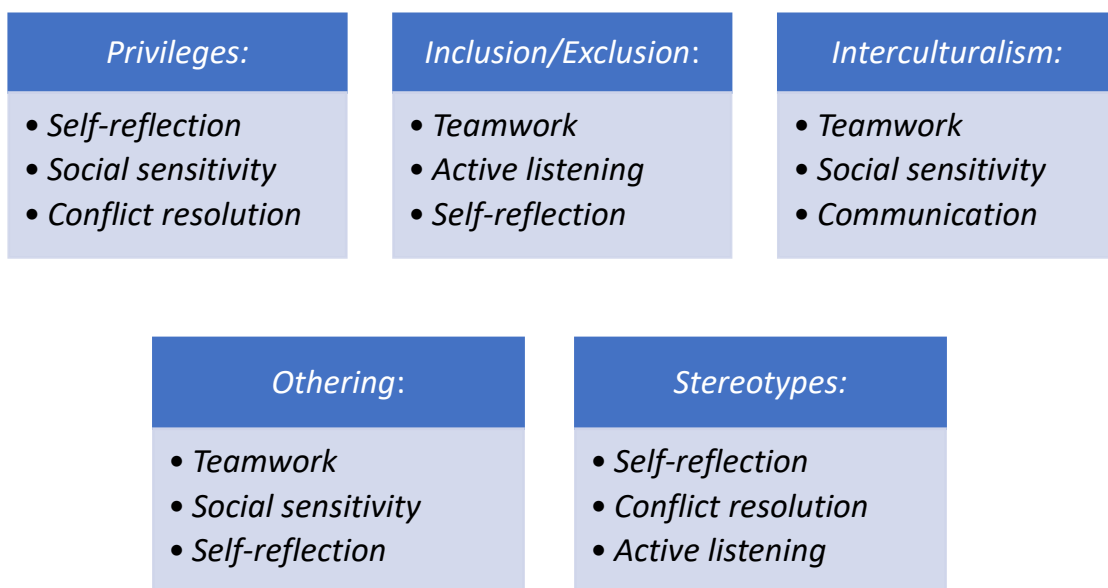 Privileges:
• Self-reflection
• Social sensitivity
• Conflict resolution
Inclusion/Exclusion:
• Teamwork
• Active listening
• Self-reflection
Interculturalism:
• Teamwork
• Social sensitivity
• Communication
Othering:
• Teamwork
• Social sensitivity
• Self-reflection
Stereotypes:
• Self-reflection
• Conflict resolution
• Active listening